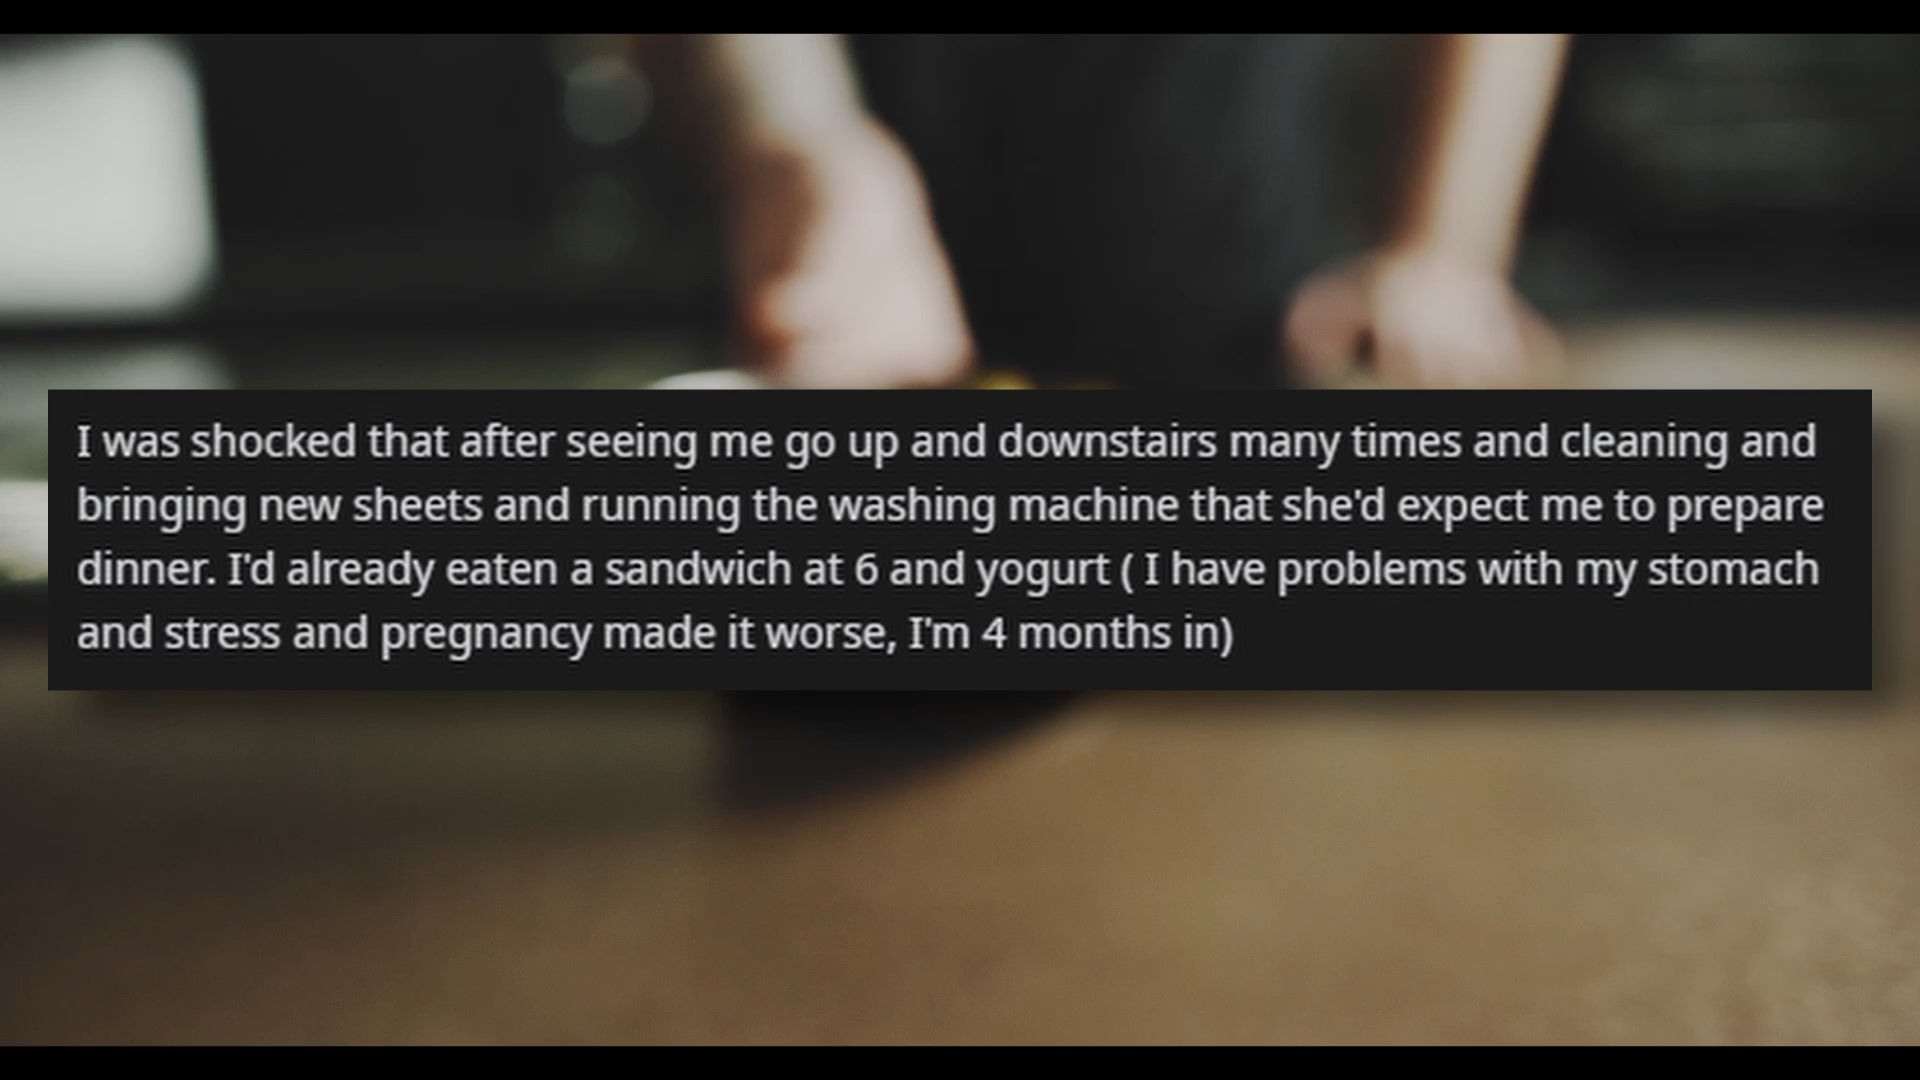 I was shocked that after seeing me go up and downstairs many times and cleaning and
bringing new sheets and running the washing machine that she'd expect me to prepare
dinner. I'd already eaten a sandwich at 6 and yogurt ( I have problems with my stomach
and stress and pregnancy made it worse, I'm 4 months in)